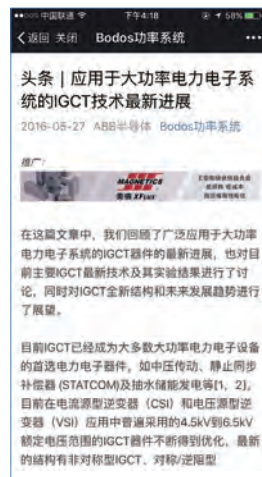 中国联通 下午4:18 58%
返回 关闭 Bodos功率系统
头条 | 应用于大功率电力电子系
统的IGCT技术最新进展
2016-05-27 ABB半导体 Bodos功率系统
推广：
MAGNETICS
在这篇文章中，我们回顾了广泛应用于大功率
电力电子系统的IGCT器件的最新进展，也对目
前主要IGCT最新技术及其实验结果进行了讨
论，同时对IGCT全新结构和未来发展趋势进行
了展望。
目前IGCT已经成为大多数大功率电力电子设备
的首选电力电子器件，如中压传动、静止同步
补偿器 (STATCOM)及抽水储能发电等[1，2]。
目前在电流源型逆变器（CSI）和电压源型逆
变器（VSI）应用中普遍采用的4.5kV到6.5kV
额定电压范围的IGCT器件不断得到优化，最新
的结构有非对称型IGCT、对称/逆阻型